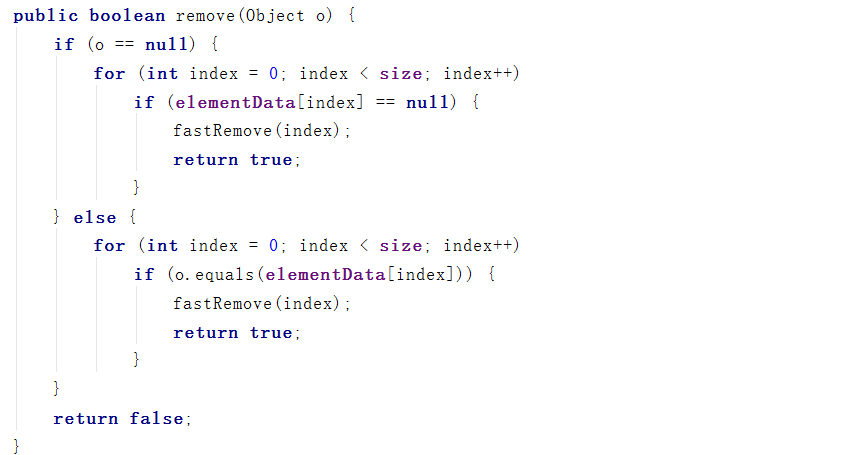 public boolean remove(Object o) {
    if (o == null) {
        for (int index = 0; index < size; index++)
            if (elementData[index] == null) {
                fastRemove(index);
                return true;
            }
    } else {
        for (int index = 0; index < size; index++)
            if (o.equals(elementData[index])) {
                fastRemove(index);
                return true;
            }
    }
    return false;
}